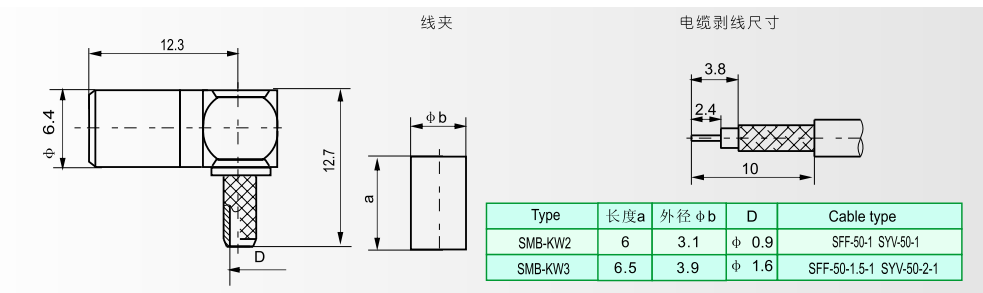 线夹
电缆剥线尺寸
12.3
Φ 6.4
12.7
D
Φb
a
3.8
2.4
10
Type 长度a 外径Φb D Cable type
SMB-KW2 6 3.1 Φ 0.9 SFF-50-1 SYV-50-1
SMB-KW3 6.5 3.9 Φ 1.6 SFF-50-1.5-1 SYV-50-2-1